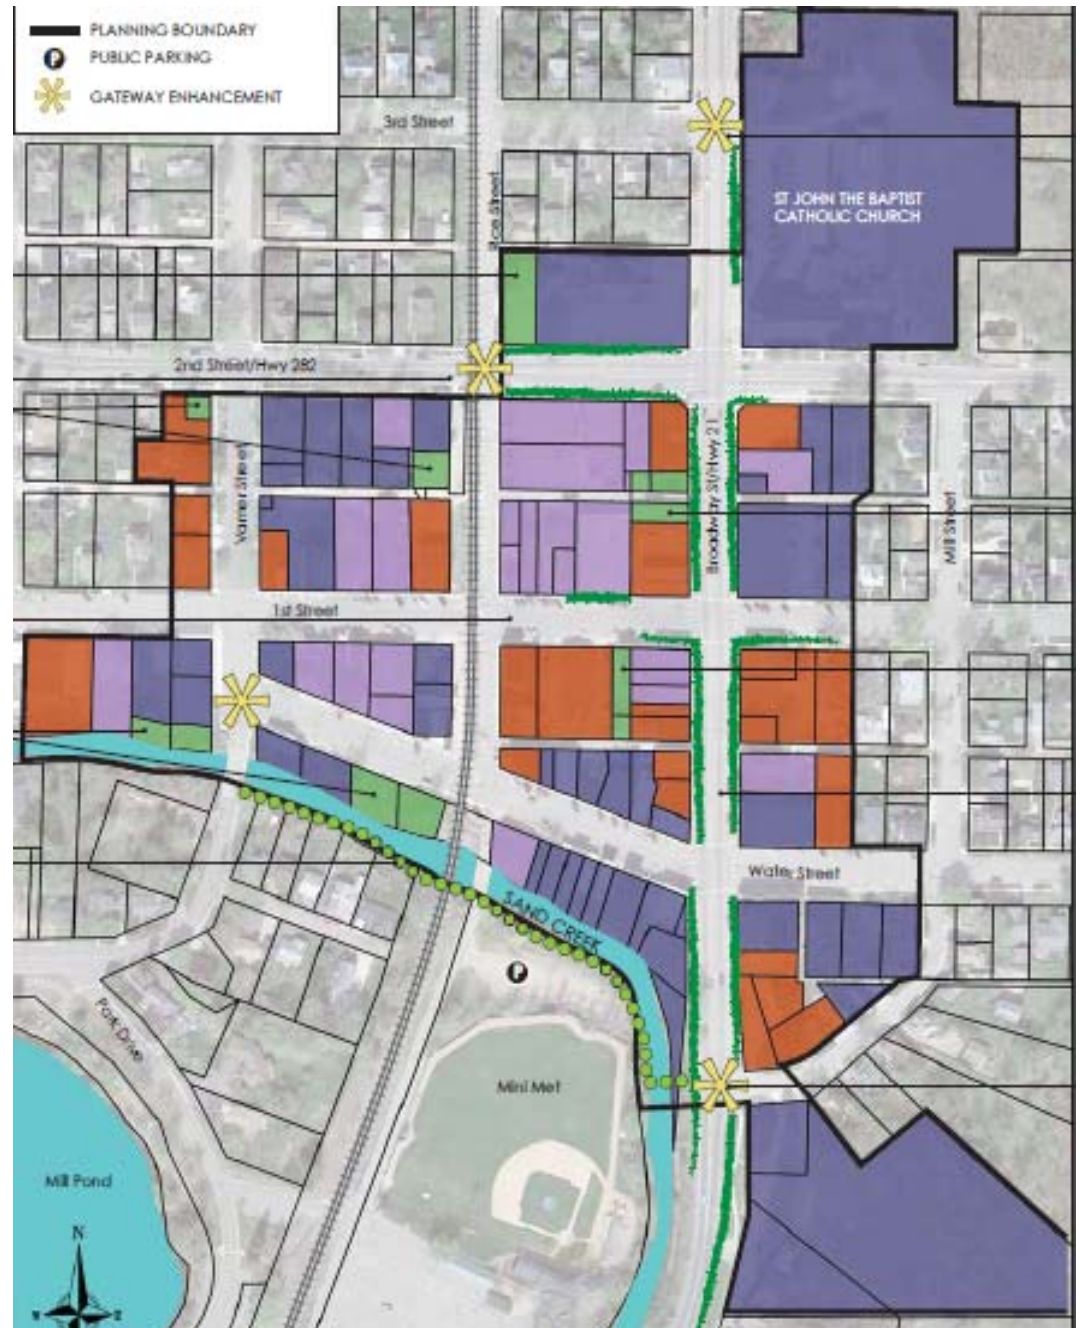 PLANNING BOUNDARY
P
PUBLIC PARKING
GATEWAY ENHANCEMENT
3rd Street
Rice Street
ST JOHN THE BAPTIST
CATHOLIC CHURCH
2nd Street/Hwy 282
Varner Street
Broadway St/Hwy 21
Mill Street
1st Street
Water Street
SAND CREEK
P
Park Drive
Mini Met
Mill Pond
N
W
E